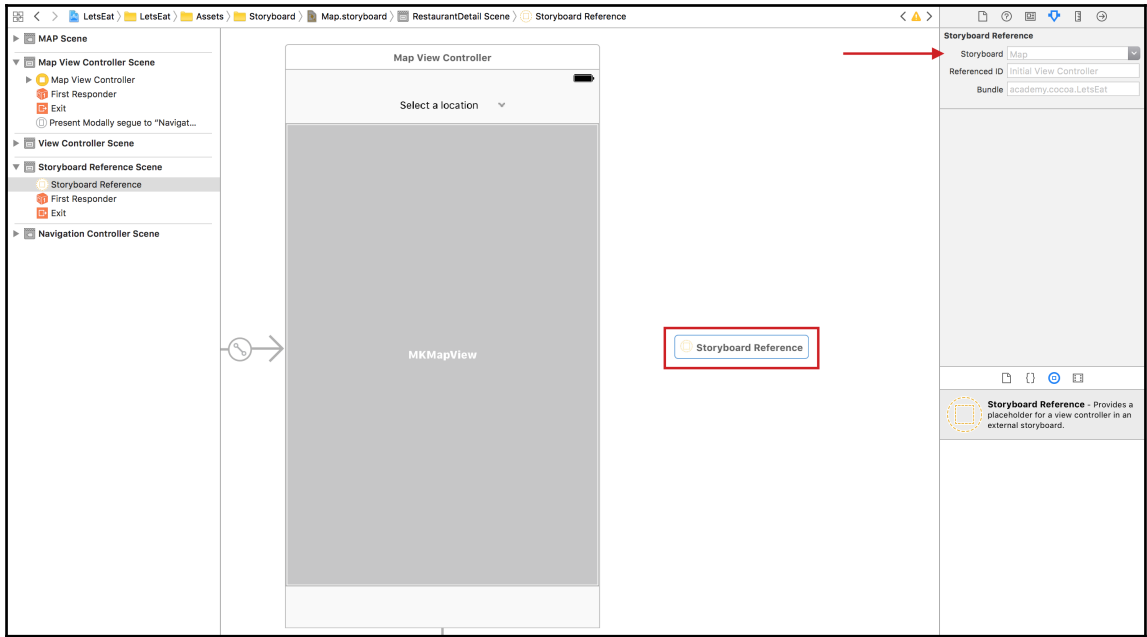 LetsEat LetsEat Assets Storyboard Map.storyboard RestaurantDetail Scene Storyboard Reference
MAP Scene
Map View Controller Scene
Map View Controller
First Responder
Exit
Present Modally segue to "Navigat...
View Controller Scene
Storyboard Reference Scene
Storyboard Reference
First Responder
Exit
Navigation Controller Scene
Map View Controller
Select a location
MKMapView
Storyboard Reference
Storyboard Reference
Storyboard Map
Referenced ID Initial View Controller
Bundle academy.cocoa.LetsEat
Storyboard Reference - Provides a
placeholder for a view controller in an
external storyboard.